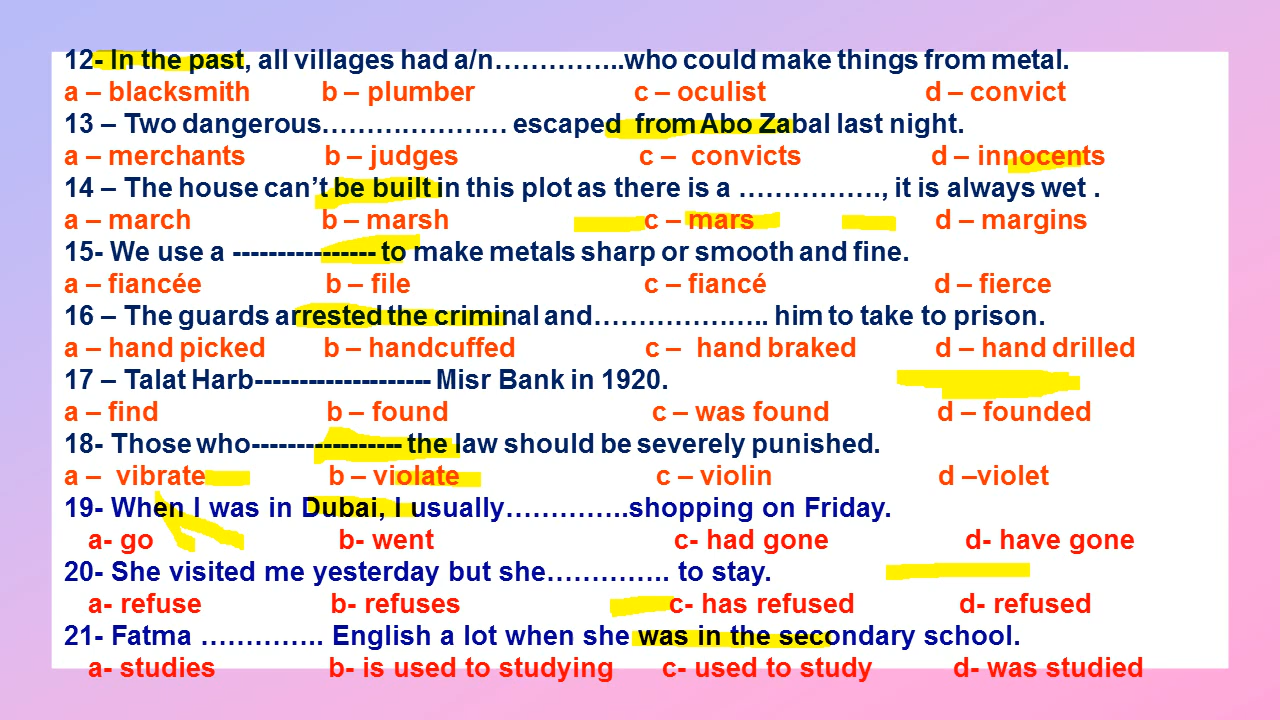 12- In the past, all villages had a/n…………...who could make things from metal.
a – blacksmith b – plumber c – oculist d – convict
13 – Two dangerous………………… escaped from Abo Zabal last night.
a – merchants b – judges c – convicts d – innocents
14 – The house can’t be built in this plot as there is a ……………, it is always wet .
a – march b – marsh c – mars d – margins
15- We use a ---------------- to make metals sharp or smooth and fine.
a – fiancée b – file c – fiancé d – fierce
16 – The guards arrested the criminal and……………….. him to take to prison.
a – hand picked b – handcuffed c – hand braked d – hand drilled
17 – Talat Harb-------------------- Misr Bank in 1920.
a – find b – found c – was found d – founded
18- Those who----------------- the law should be severely punished.
a – vibrate b – violate c – violin d –violet
19- When I was in Dubai, I usually…………..shopping on Friday.
a- go b- went c- had gone d- have gone
20- She visited me yesterday but she………….. to stay.
a- refuse b- refuses c- has refused d- refused
21- Fatma ………….. English a lot when she was in the secondary school.
a- studies b- is used to studying c- used to study d- was studied